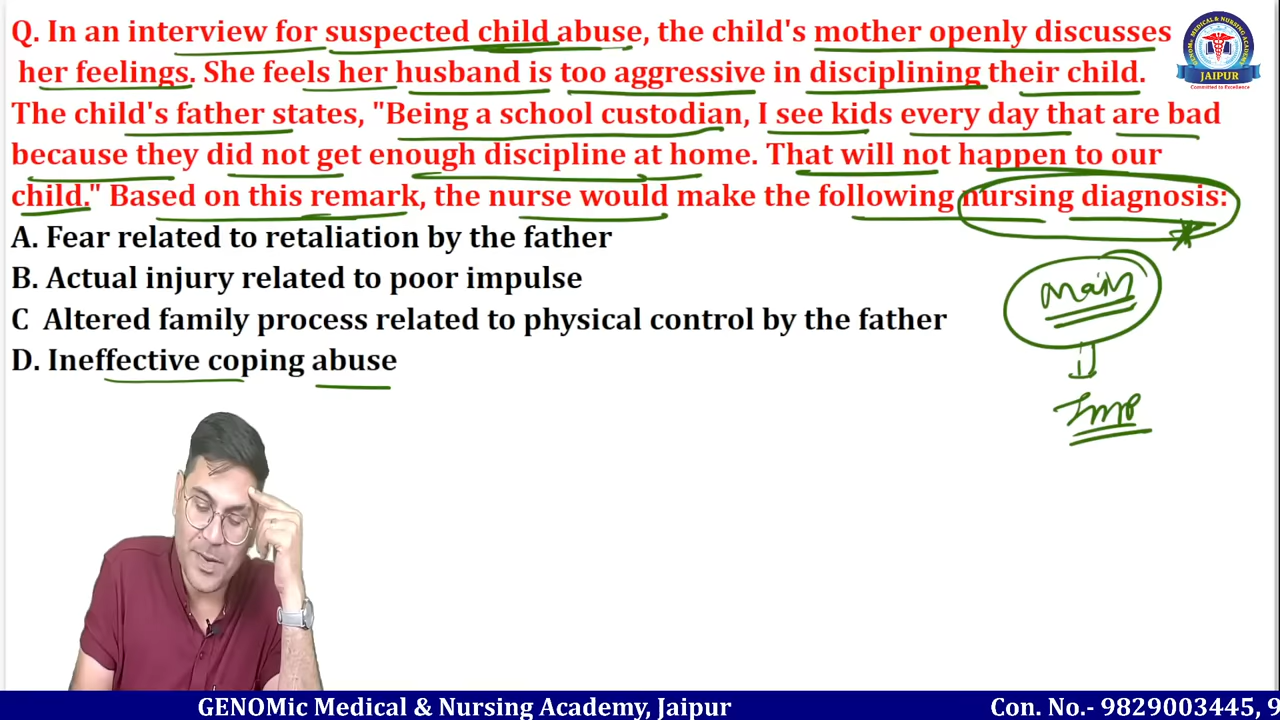 Q. In an interview for suspected child abuse, the child's mother openly discusses
her feelings. She feels her husband is too aggressive in disciplining their child.
The child's father states, "Being a school custodian, I see kids every day that are bad
because they did not get enough discipline at home. That will not happen to our
child." Based on this remark, the nurse would make the following nursing diagnosis:
A. Fear related to retaliation by the father
B. Actual injury related to poor impulse
C Altered family process related to physical control by the father
D. Ineffective coping abuse
Main
Imp
JAIPUR
Committed to Excellence
GENOMic Medical & Nursing Academy, Jaipur
Con. No.- 9829003445, 9